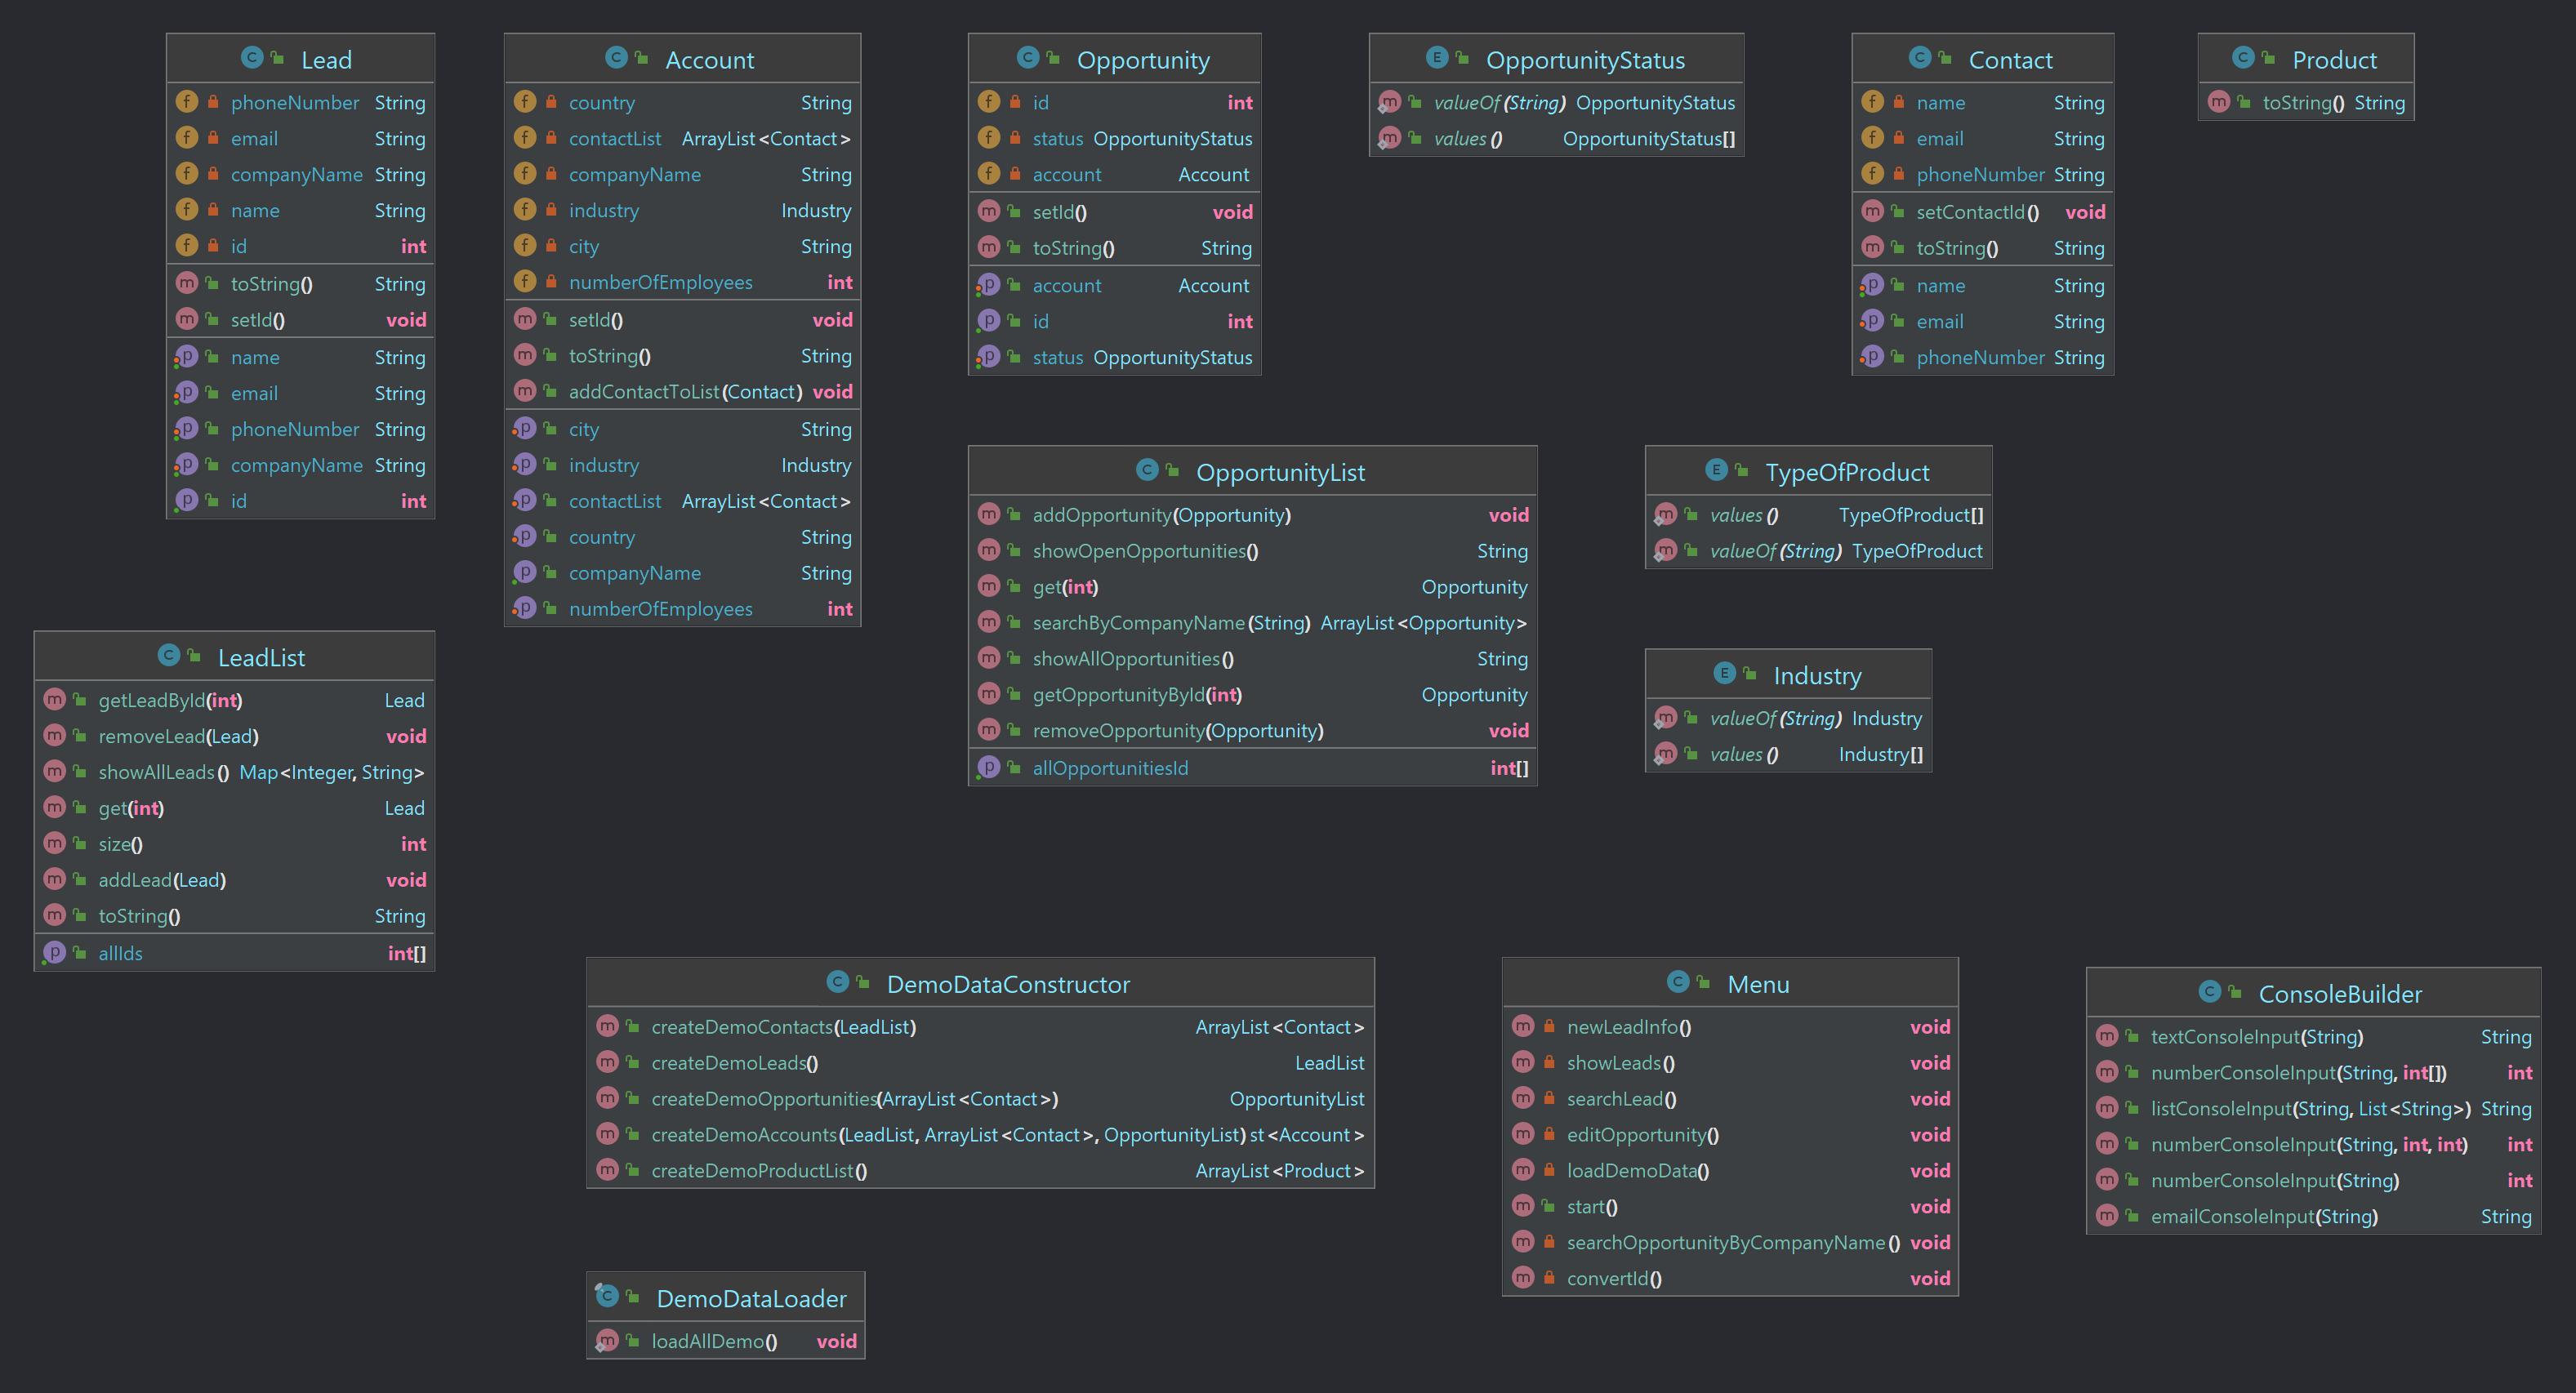 Lead
phoneNumber String
email String
companyName String
name String
id int
toString() String
setId() void
name String
email String
phoneNumber String
companyName String
id int
Account
country String
contactList ArrayList<Contact>
companyName String
industry Industry
city String
numberOfEmployees int
setId() void
toString() String
addContactToList(Contact) void
city String
industry Industry
contactList ArrayList<Contact>
country String
companyName String
numberOfEmployees int
Opportunity
id int
status OpportunityStatus
account Account
setId() void
toString() String
account Account
id int
status OpportunityStatus
OpportunityStatus
valueOf(String) OpportunityStatus
values() OpportunityStatus[]
Contact
name String
email String
phoneNumber String
setContactId() void
toString() String
name String
email String
phoneNumber String
Product
toString() String
OpportunityList
addOpportunity(Opportunity) void
showOpenOpportunities() String
get(int) Opportunity
searchByCompanyName(String) ArrayList<Opportunity>
showAllOpportunities() String
getOpportunityById(int) Opportunity
removeOpportunity(Opportunity) void
allOpportunitiesId int[]
TypeOfProduct
values() TypeOfProduct[]
valueOf(String) TypeOfProduct
Industry
valueOf(String) Industry
values() Industry[]
LeadList
getLeadById(int) Lead
removeLead(Lead) void
showAllLeads() Map<Integer, String>
get(int) Lead
size() int
addLead(Lead) void
toString() String
allIds int[]
DemoDataConstructor
createDemoContacts(LeadList) ArrayList<Contact>
createDemoLeads() LeadList
createDemoOpportunities(ArrayList<Contact>) OpportunityList
createDemoAccounts(LeadList, ArrayList<Contact>, OpportunityList) st<Account>
createDemoProductList() ArrayList<Product>
Menu
newLeadInfo() void
showLeads() void
searchLead() void
editOpportunity() void
loadDemoData() void
start() void
searchOpportunityByCompanyName() void
convertId() void
ConsoleBuilder
textConsoleInput(String) String
numberConsoleInput(String, int[]) int
listConsoleInput(String, List<String>) String
numberConsoleInput(String, int, int) int
numberConsoleInput(String) int
emailConsoleInput(String) String
DemoDataLoader
loadAllDemo() void